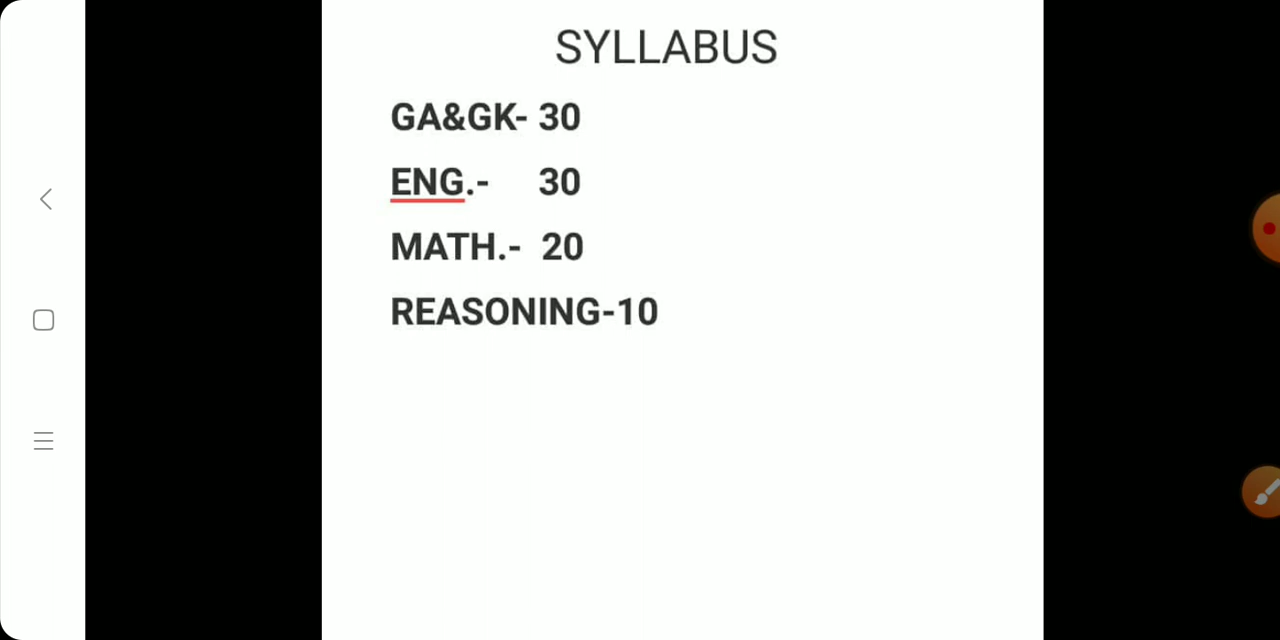 SYLLABUS
GA&GK- 30
ENG.- 30
MATH.- 20
REASONING-10